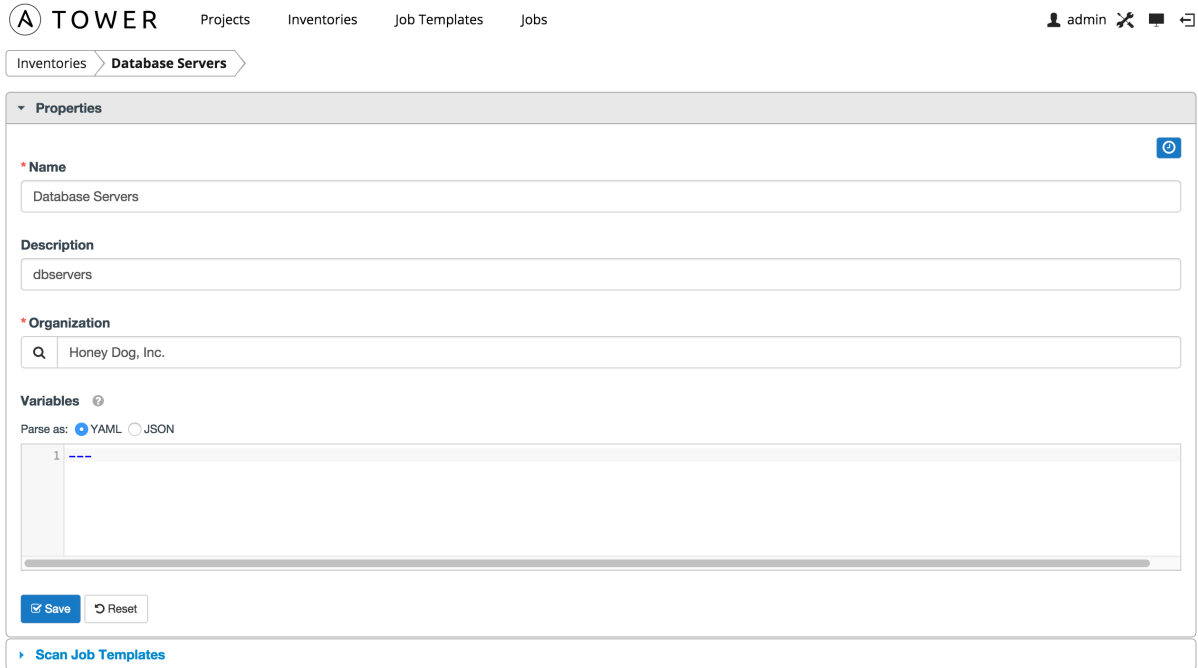 A TOWER Projects Inventories Job Templates Jobs admin
Inventories Database Servers
Properties
* Name
Database Servers
Description
dbservers
* Organization
Honey Dog, Inc.
Variables ?
Parse as: YAML JSON
1 ---
Save Reset
Scan Job Templates